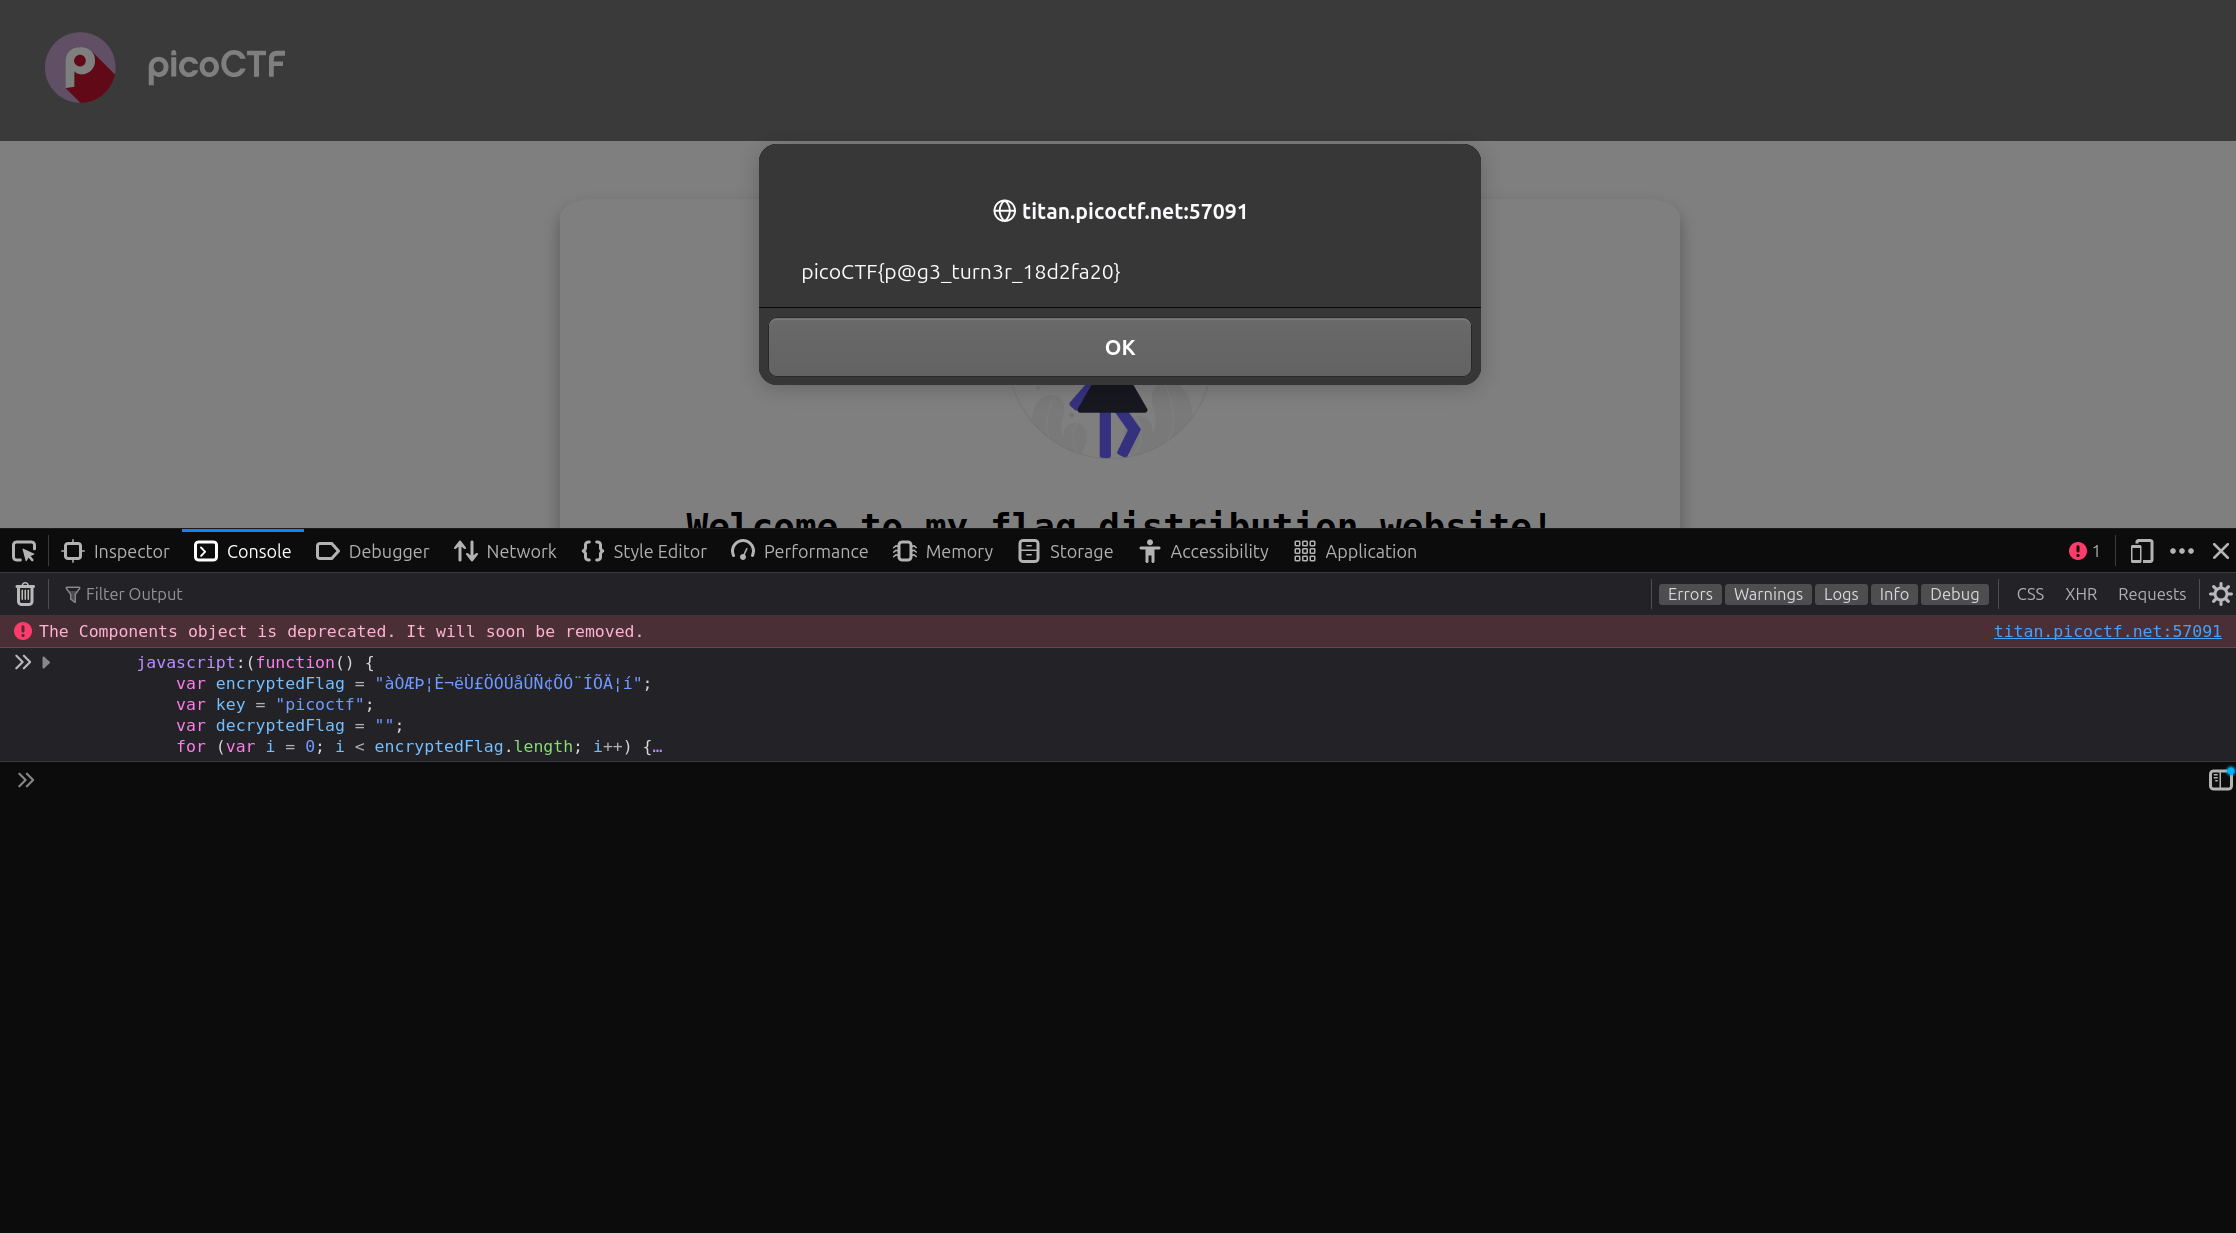 picoCTF
titan.picoctf.net:57091
picoCTF{p@g3_turn3r_18d2fa20}
OK
Welcome to my flag distribution website!
Inspector Console Debugger Network Style Editor Performance Memory Storage Accessibility Application 1
Filter Output Errors Warnings Logs Info Debug CSS XHR Requests
The Components object is deprecated. It will soon be removed. titan.picoctf.net:57091
javascript:(function() {
var encryptedFlag = "àÒÆÞ¦È¬ëÙ£ÖÓÚåÛÑ¢ÕÓ¨ÍÕÄ¦í";
var key = "picoctf";
var decryptedFlag = "";
for (var i = 0; i < encryptedFlag.length; i++) {…